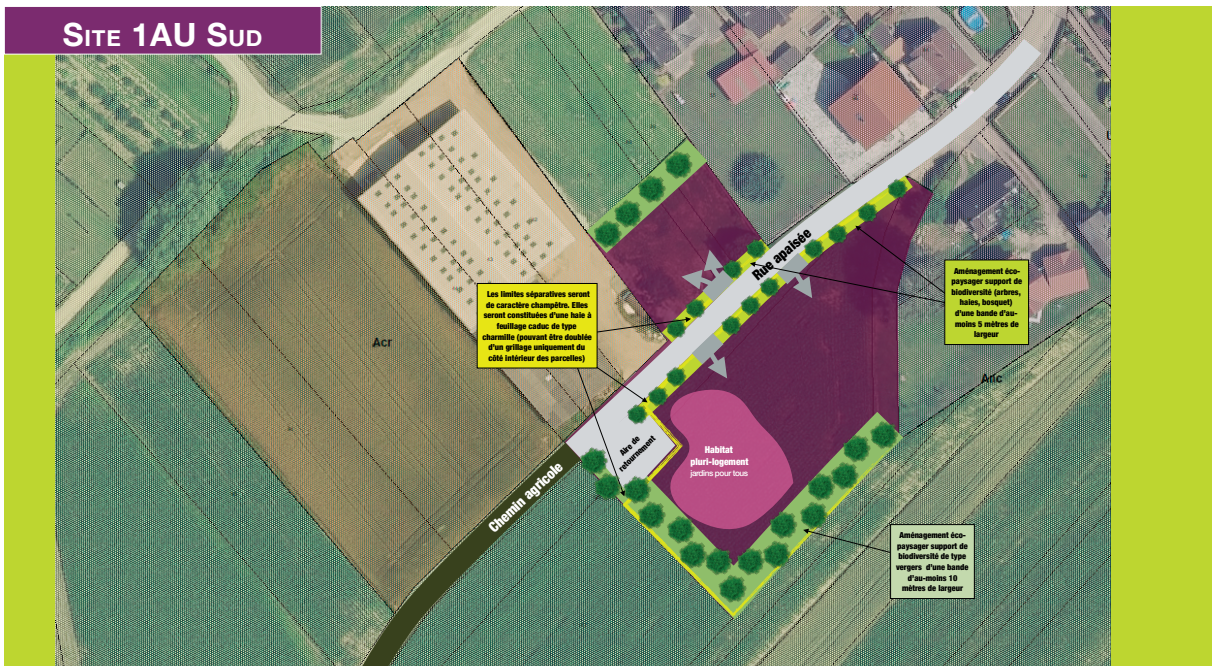 SITE 1AU SUD
Rue apaisée
Les limites séparatives seront
de caractère champêtre. Elles
seront constituées d'une haie à
feuillage caduc de type
charmille (pouvant être doublée
d'un grillage uniquement du
côté intérieur des parcelles)
Aménagement éco-
paysager support de
biodiversité (arbres,
haies, bosquet)
d'une bande d'au-
moins 5 mètres de
largeur
Acr
Aire de
retournement
Habitat
pluri-logement
jardins pour tous
Chemin agricole
Aménagement éco-
paysager support de
biodiversité de type
vergers d'une bande
d'au-moins 10
mètres de largeur